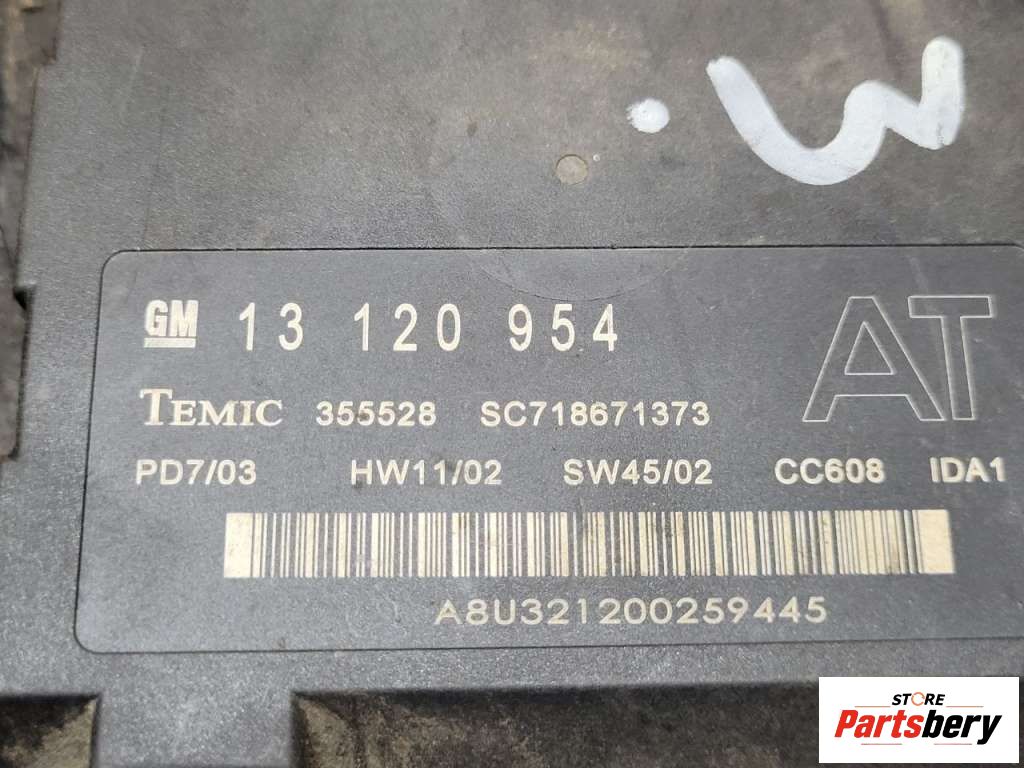 GM 13 120 954
AT
TEMIC 355528 SC718671373
PD7/03 HW11/02 SW45/02 CC608 IDA1
A8U321200259445
STORE
Partsbery